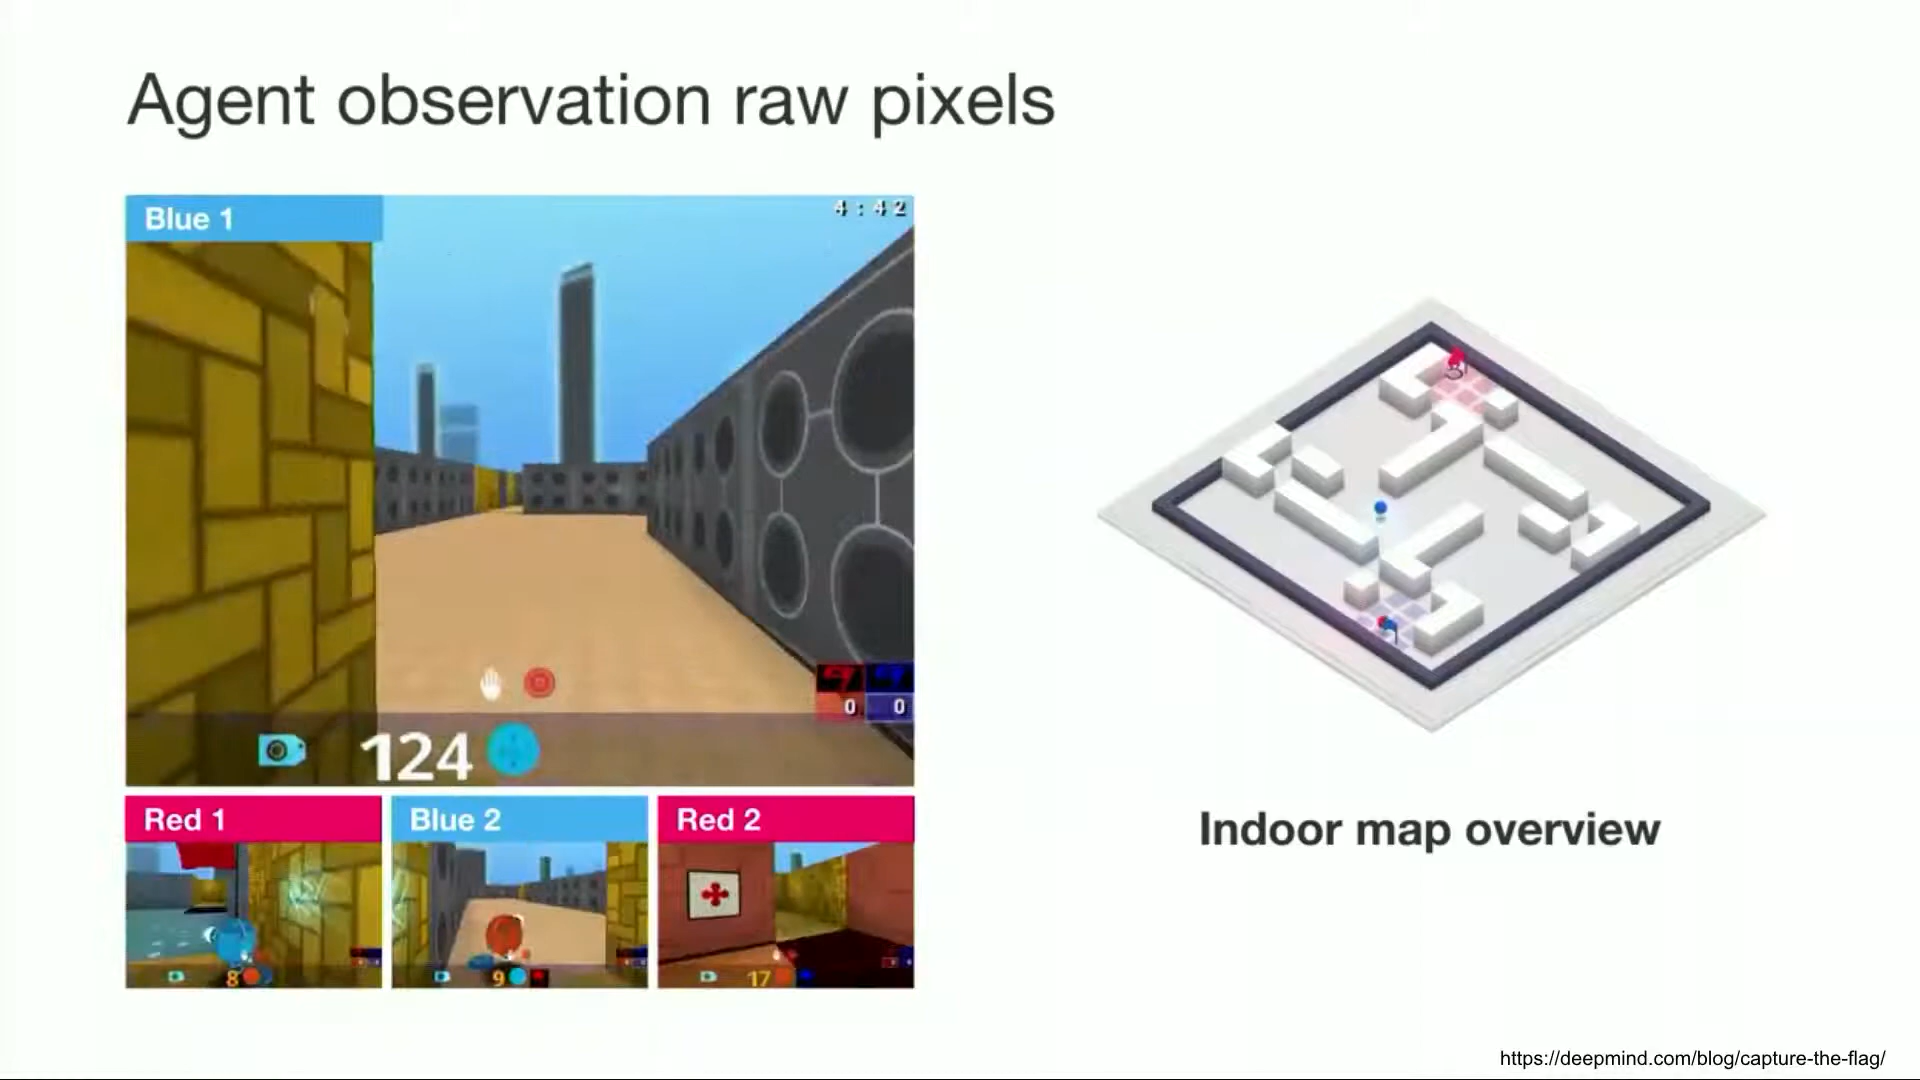 Agent observation raw pixels
Blue 1
4:42
0 0
124
Red 1
Blue 2
Red 2
8
9
17
Indoor map overview
https://deepmind.com/blog/capture-the-flag/